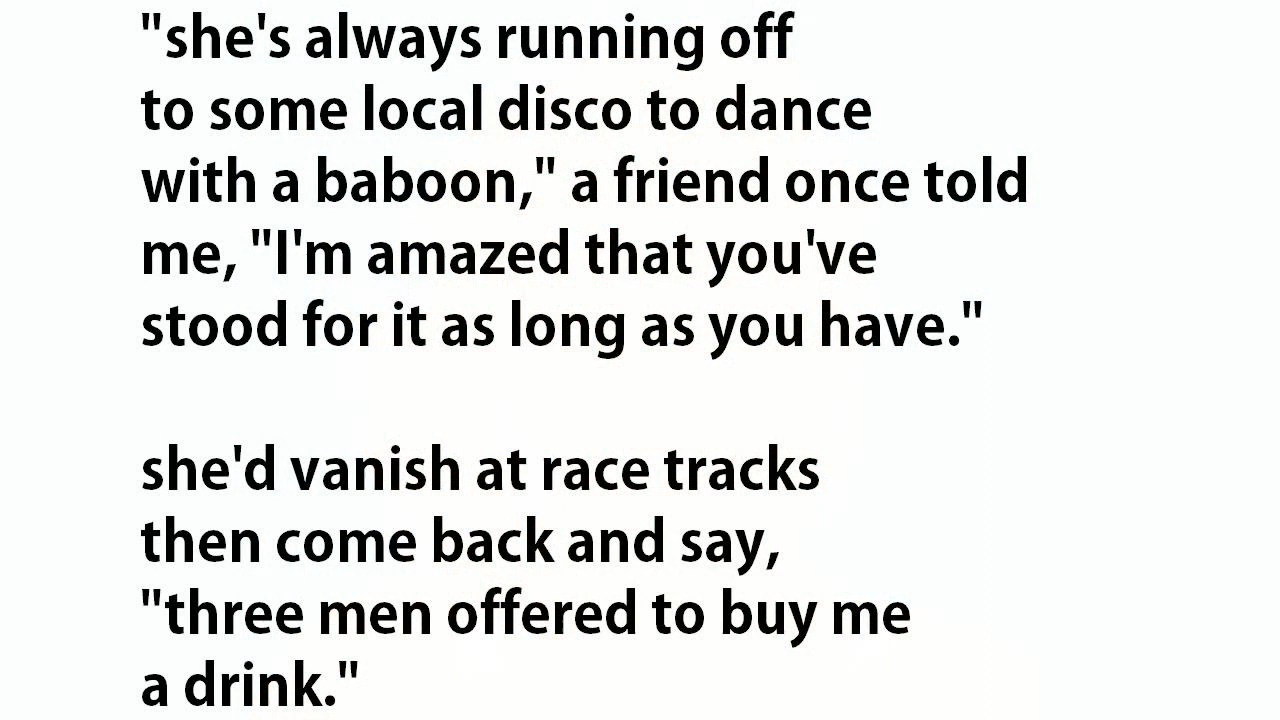 "she's always running off
to some local disco to dance
with a baboon," a friend once told
me, "I'm amazed that you've
stood for it as long as you have."

she'd vanish at race tracks
then come back and say,
"three men offered to buy me
a drink."